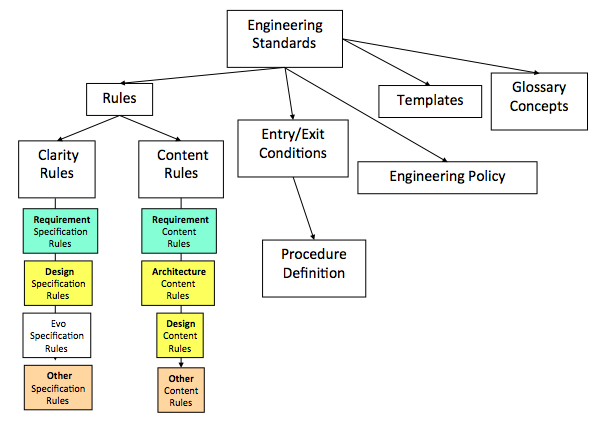 Engineering
Standards
Rules
Templates
Glossary
Concepts
Entry/Exit
Conditions
Clarity
Rules
Content
Rules
Engineering Policy
Requirement
Specification
Rules
Requirement
Content
Rules
Procedure
Definition
Design
Specification
Rules
Architecture
Content
Rules
Evo
Specification
Rules
Design
Content
Rules
Other
Specification
Rules
Other
Content
Rules